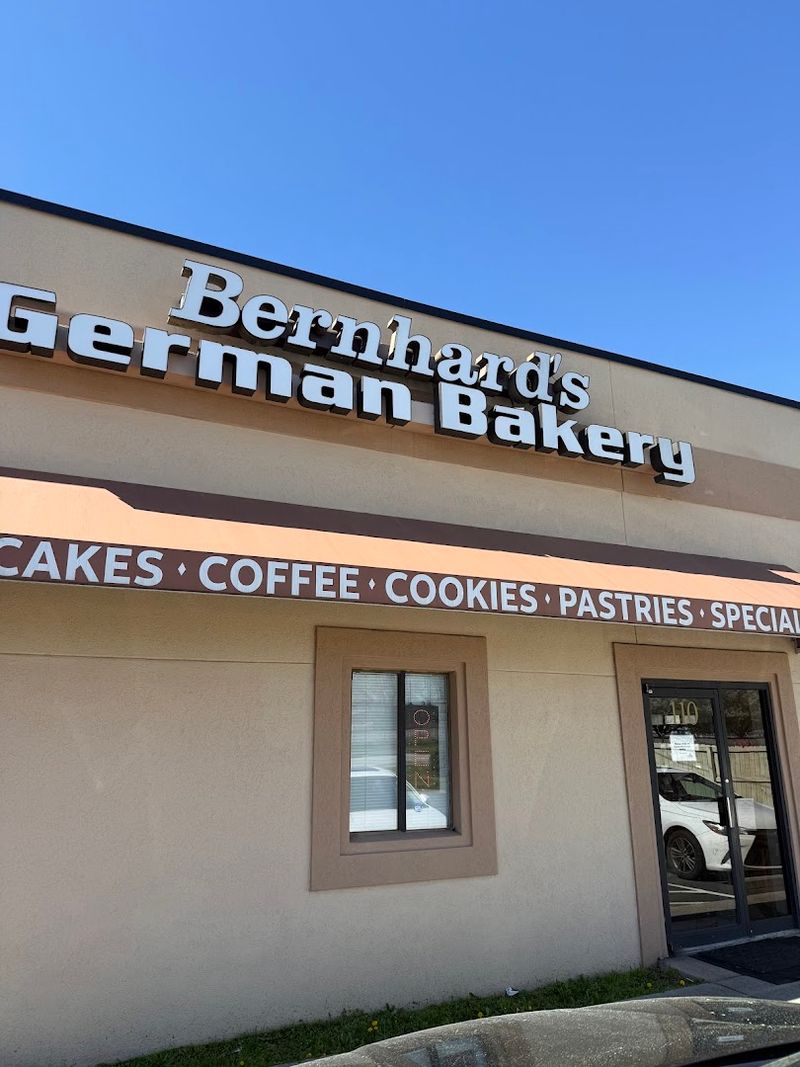 Bernhard's
German Bakery
CAKES · COFFEE · COOKIES · PASTRIES · SPECIAL
OPEN
110